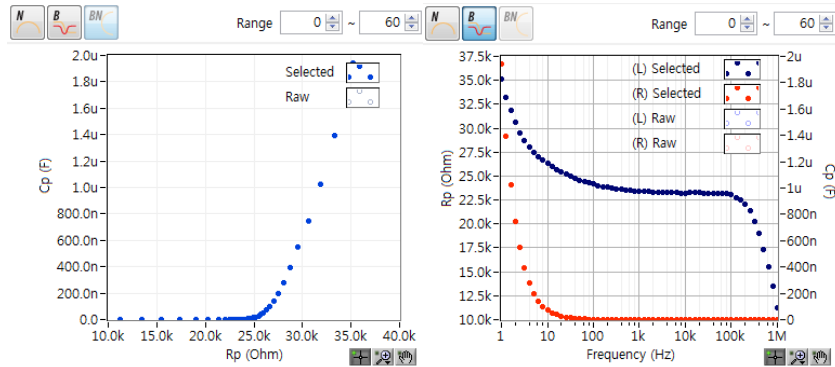 N B BN Range 0 ~ 60
2.0u
1.8u
1.6u
1.4u
1.2u
1.0u
800.0n
600.0n
400.0n
200.0n
0.0
Cp (F)
Selected
Raw
10.0k 15.0k 20.0k 25.0k 30.0k 35.0k 40.0k
Rp (Ohm)
N B BN Range 0 ~ 60
37.5k
35.0k
32.5k
30.0k
27.5k
25.0k
22.5k
20.0k
17.5k
15.0k
12.5k
10.0k
Rp (Ohm)
(L) Selected
(R) Selected
(L) Raw
(R) Raw
2u
1.8u
1.6u
1.4u
1.2u
1u
800n
600n
400n
200n
0
Cp (F)
1 10 100 1k 10k 100k 1M
Frequency (Hz)